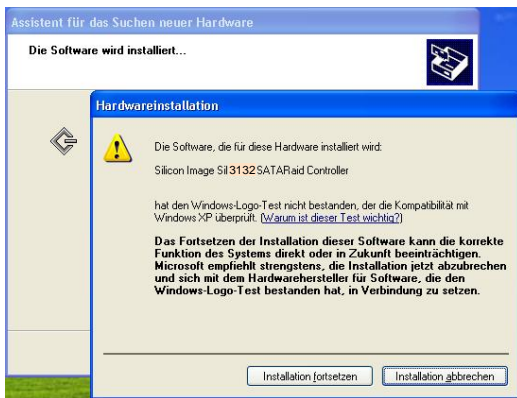 Assistent für das Suchen neuer Hardware
Die Software wird installiert...
Hardwareinstallation
Die Software, die für diese Hardware installiert wird:
Silicon Image Sil3132SATARaid Controller
hat den Windows-Logo-Test nicht bestanden, der die Kompatibilität mit
Windows XP überprüft. (Warum ist dieser Test wichtig?)
Das Fortsetzen der Installation dieser Software kann die korrekte
Funktion des Systems direkt oder in Zukunft beeinträchtigen.
Microsoft empfiehlt strengstens, die Installation jetzt abzubrechen
und sich mit dem Hardwarehersteller für Software, die den
Windows-Logo-Test bestanden hat, in Verbindung zu setzen.
Installation fortsetzen
Installation abbrechen